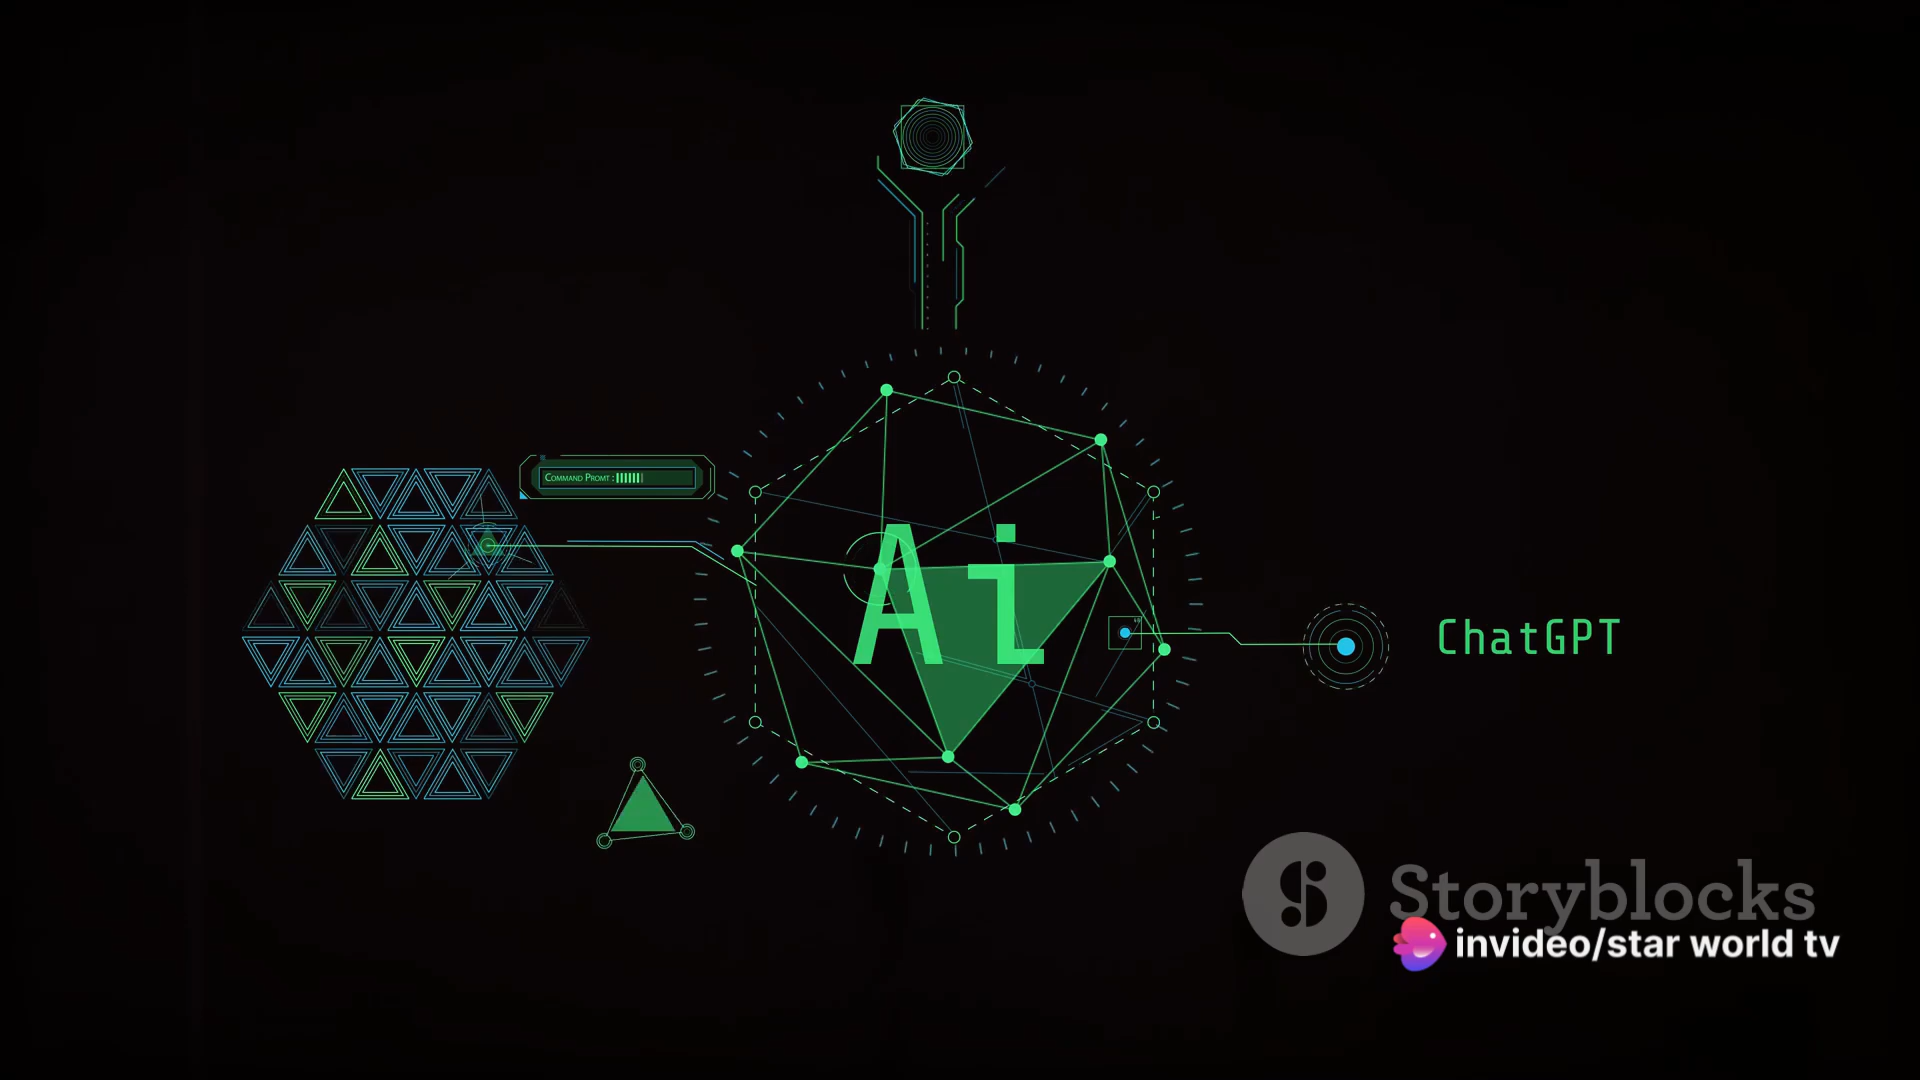 Command Promt :
Ai
ChatGPT
Storyblocks
invideo/star world tv